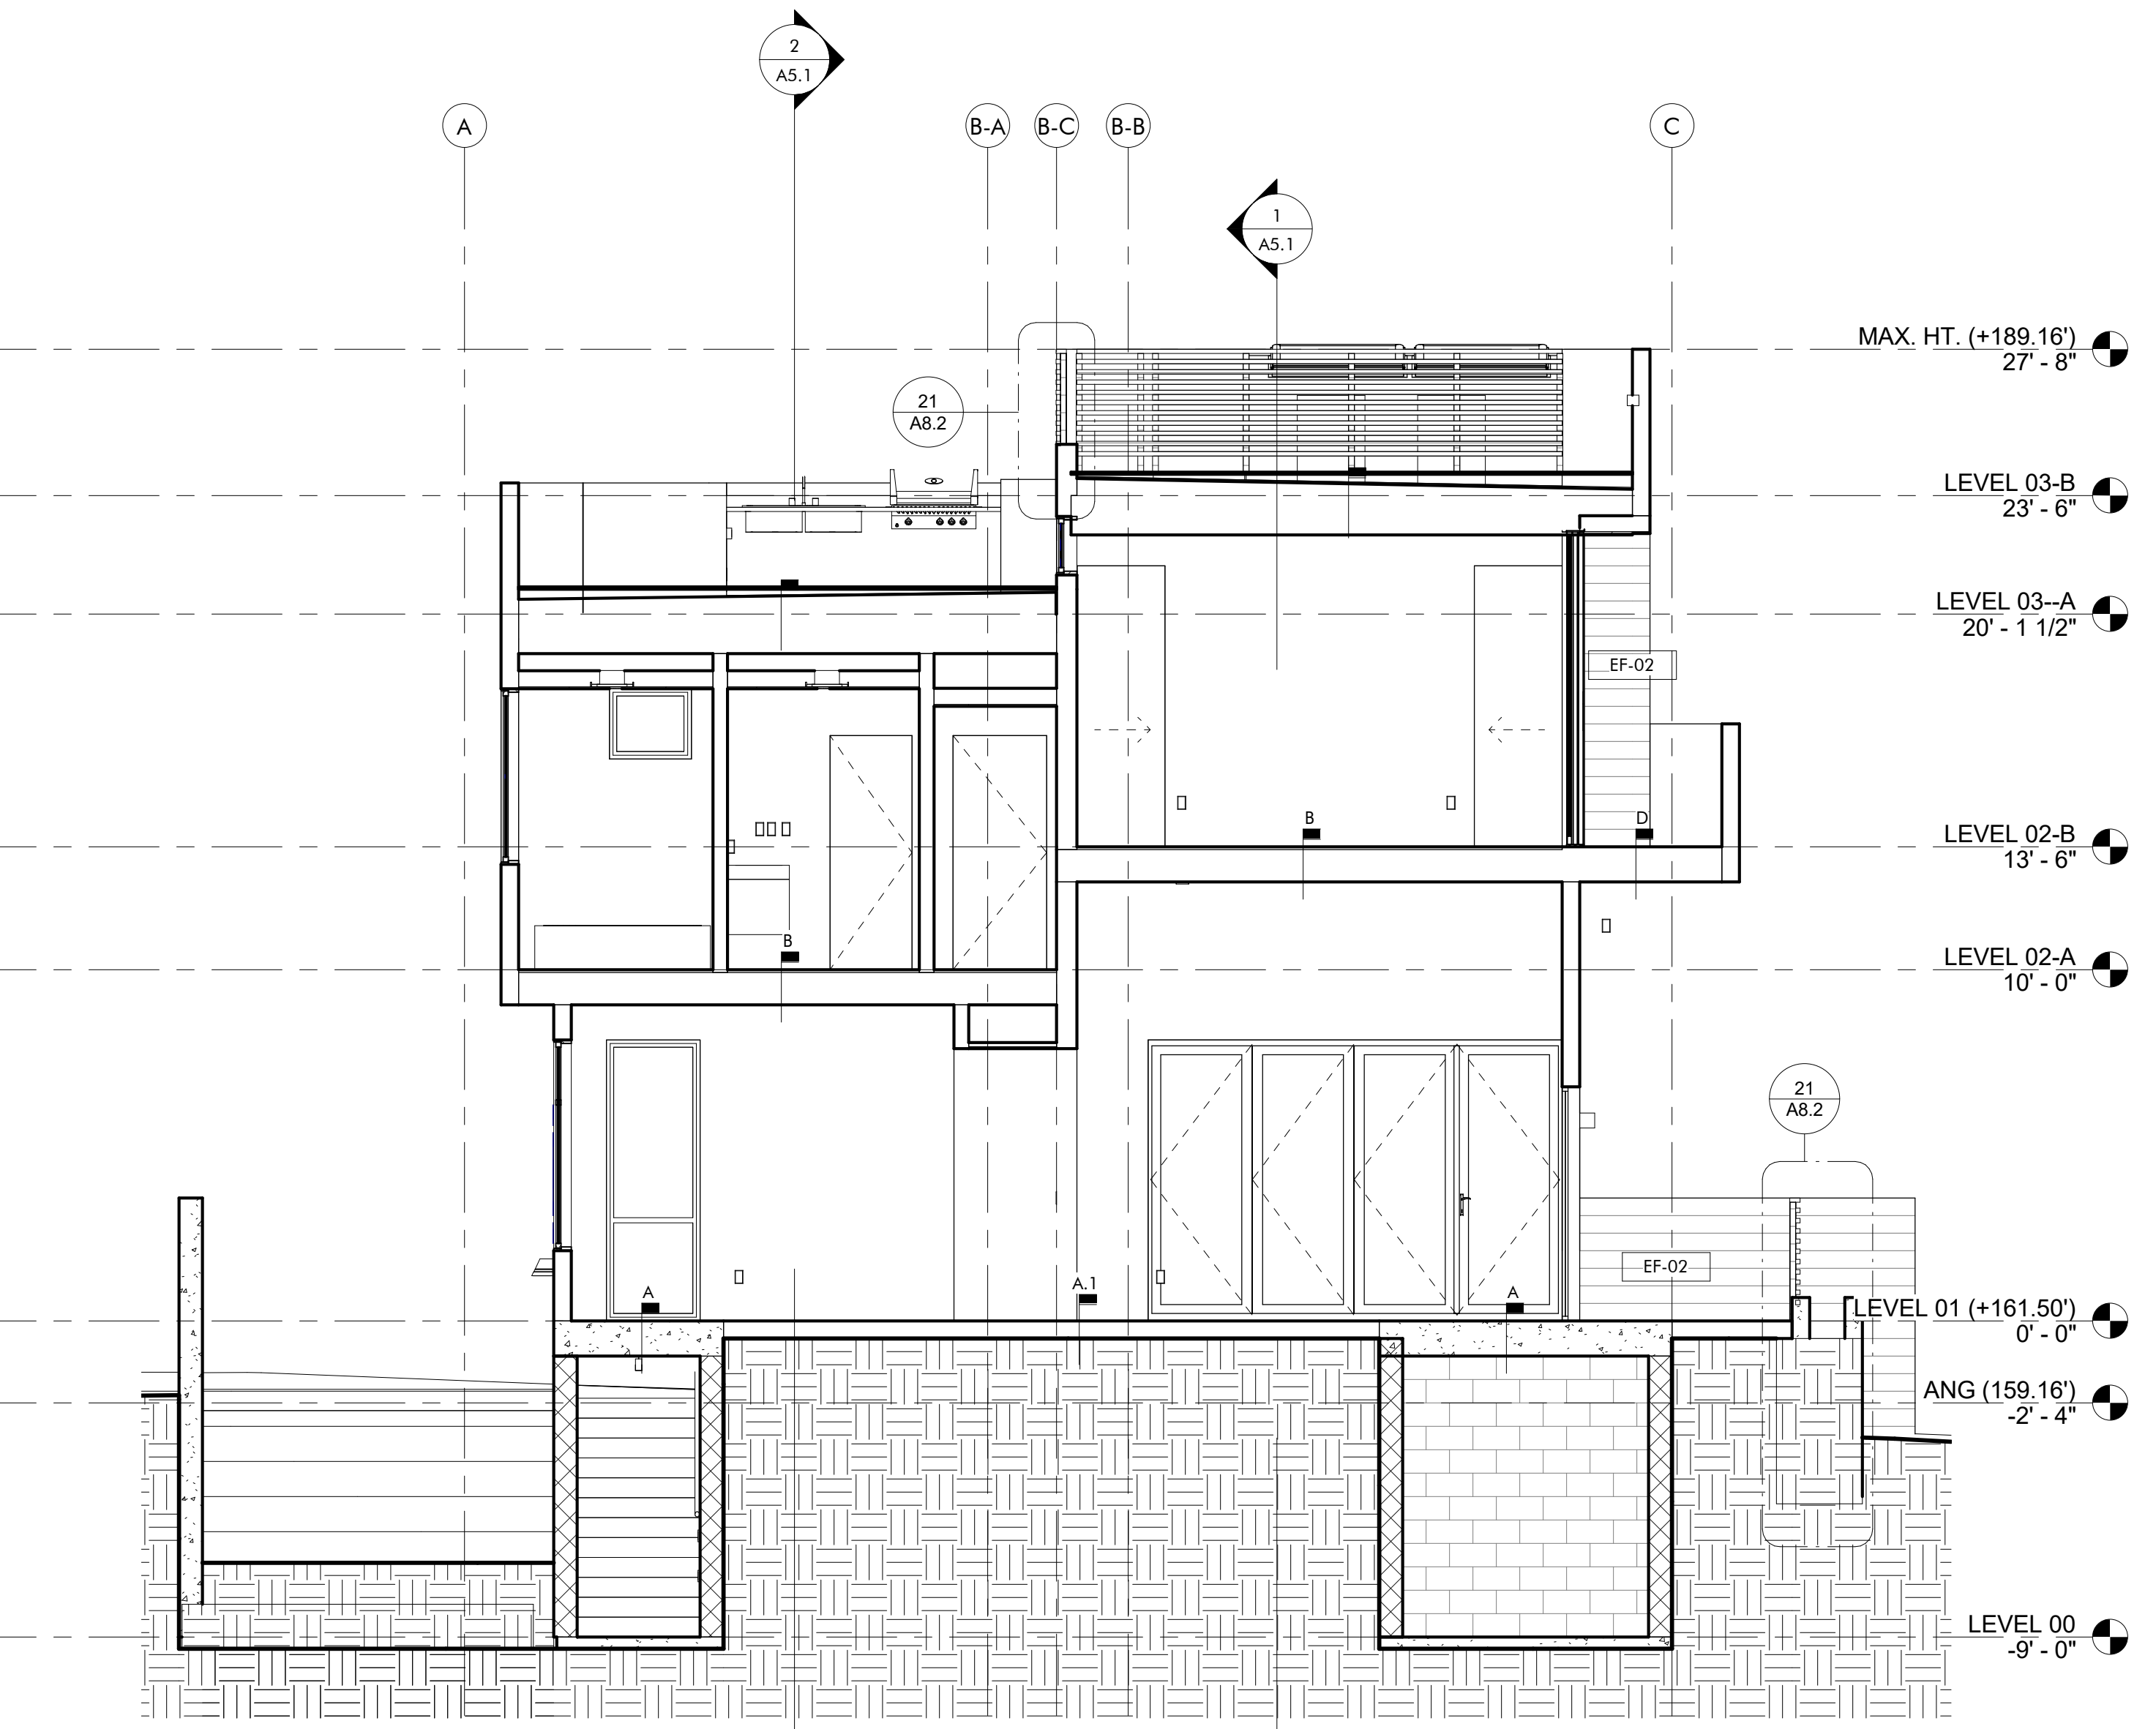 2
A5.1
A
B-A
B-C
B-B
C
1
A5.1
MAX. HT. (+189.16')
27' - 8"
21
A8.2
LEVEL 03-B
23' - 6"
LEVEL 03--A
20' - 1 1/2"
EF-02
B
D
LEVEL 02-B
13' - 6"
B
LEVEL 02-A
10' - 0"
21
A8.2
EF-02
A
A.1
A
LEVEL 01 (+161.50')
0' - 0"
ANG (159.16')
-2' - 4"
LEVEL 00
-9' - 0"